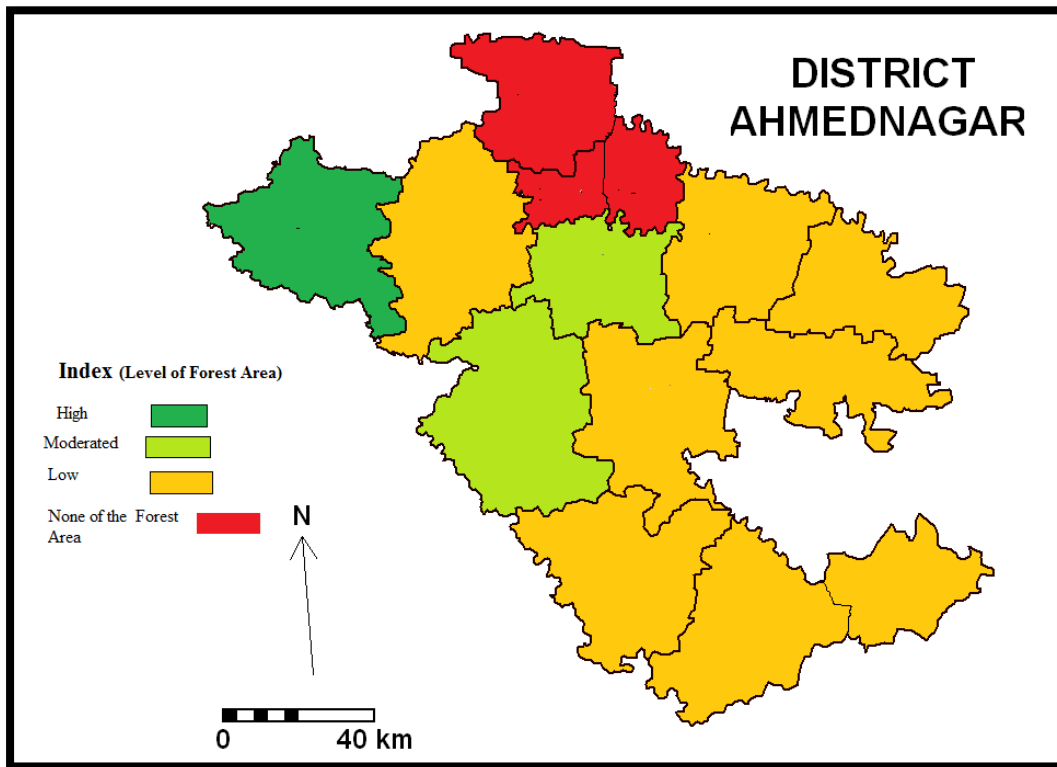 DISTRICT
AHMEDNAGAR
Index (Level of Forest Area)
High
Moderated
Low
None of the Forest
Area
N
0 40 km